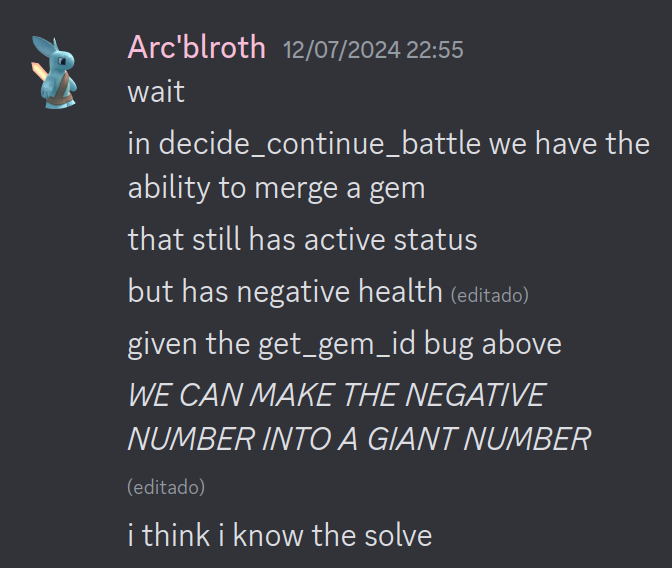 Arc'blroth 12/07/2024 22:55
wait
in decide_continue_battle we have the
ability to merge a gem
that still has active status
but has negative health (editado)
given the get_gem_id bug above
WE CAN MAKE THE NEGATIVE
NUMBER INTO A GIANT NUMBER
(editado)
i think i know the solve